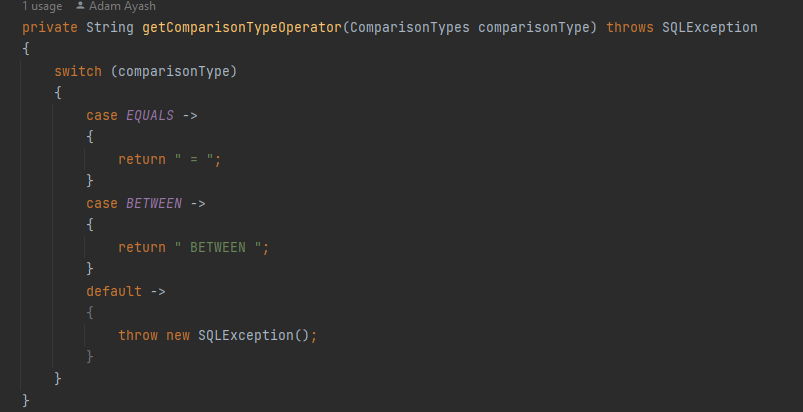 1 usage Adam Ayash
private String getComparisonTypeOperator(ComparisonTypes comparisonType) throws SQLException
{
switch (comparisonType)
{
case EQUALS ->
{
return " = ";
}
case BETWEEN ->
{
return " BETWEEN ";
}
default ->
{
throw new SQLException();
}
}
}